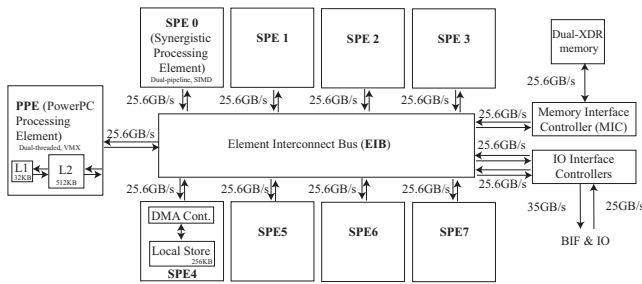 SPE 0
(Synergistic
Processing
Element)
Dual-pipeline, SIMD
SPE 1
SPE 2
SPE 3
Dual-XDR
memory
25.6GB/s
25.6GB/s
25.6GB/s
25.6GB/s
25.6GB/s
PPE (PowerPC
Processing
Element)
Dual-threaded, VMX
L1
32KB
L2
512KB
25.6GB/s
Element Interconnect Bus (EIB)
25.6GB/s
Memory Interface
Controller (MIC)
25.6GB/s
25.6GB/s
IO Interface
Controllers
25.6GB/s
25.6GB/s
25.6GB/s
25.6GB/s
35GB/s
25GB/s
BIF & IO
DMA Cont.
Local Store
256KB
SPE4
SPE5
SPE6
SPE7